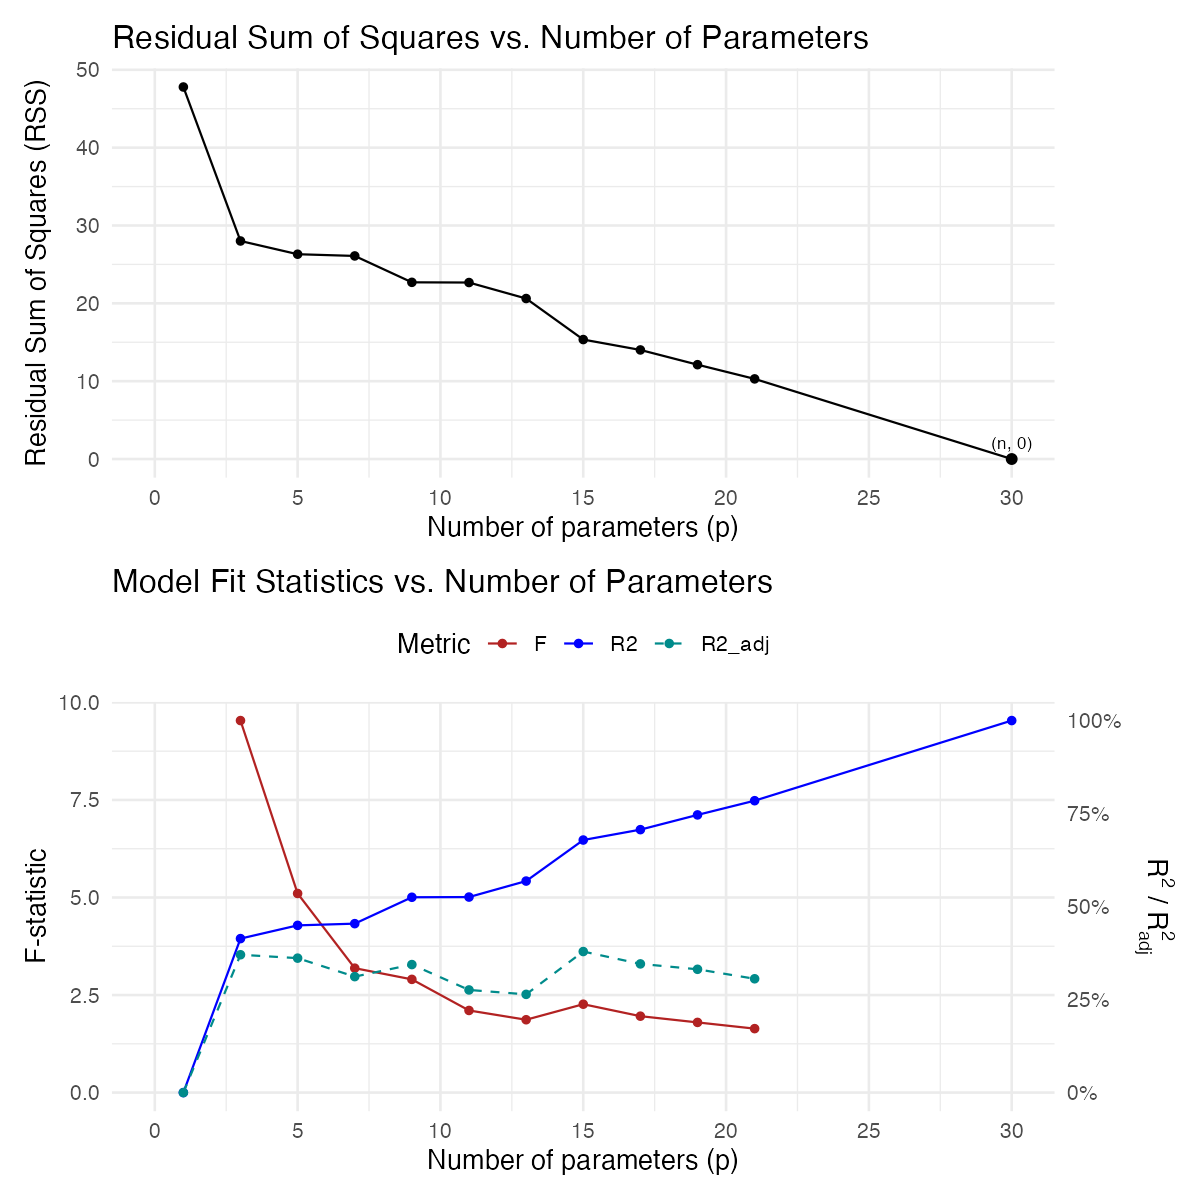 Residual Sum of Squares vs. Number of Parameters
Residual Sum of Squares (RSS)
50
40
30
20
10
0
(n, 0)
0 5 10 15 20 25 30
Number of parameters (p)
Model Fit Statistics vs. Number of Parameters
Metric F R2 R2_adj
F-statistic
10.0
7.5
5.0
2.5
0.0
100%
75%
50%
25%
0%
R² / R²adj
0 5 10 15 20 25 30
Number of parameters (p)